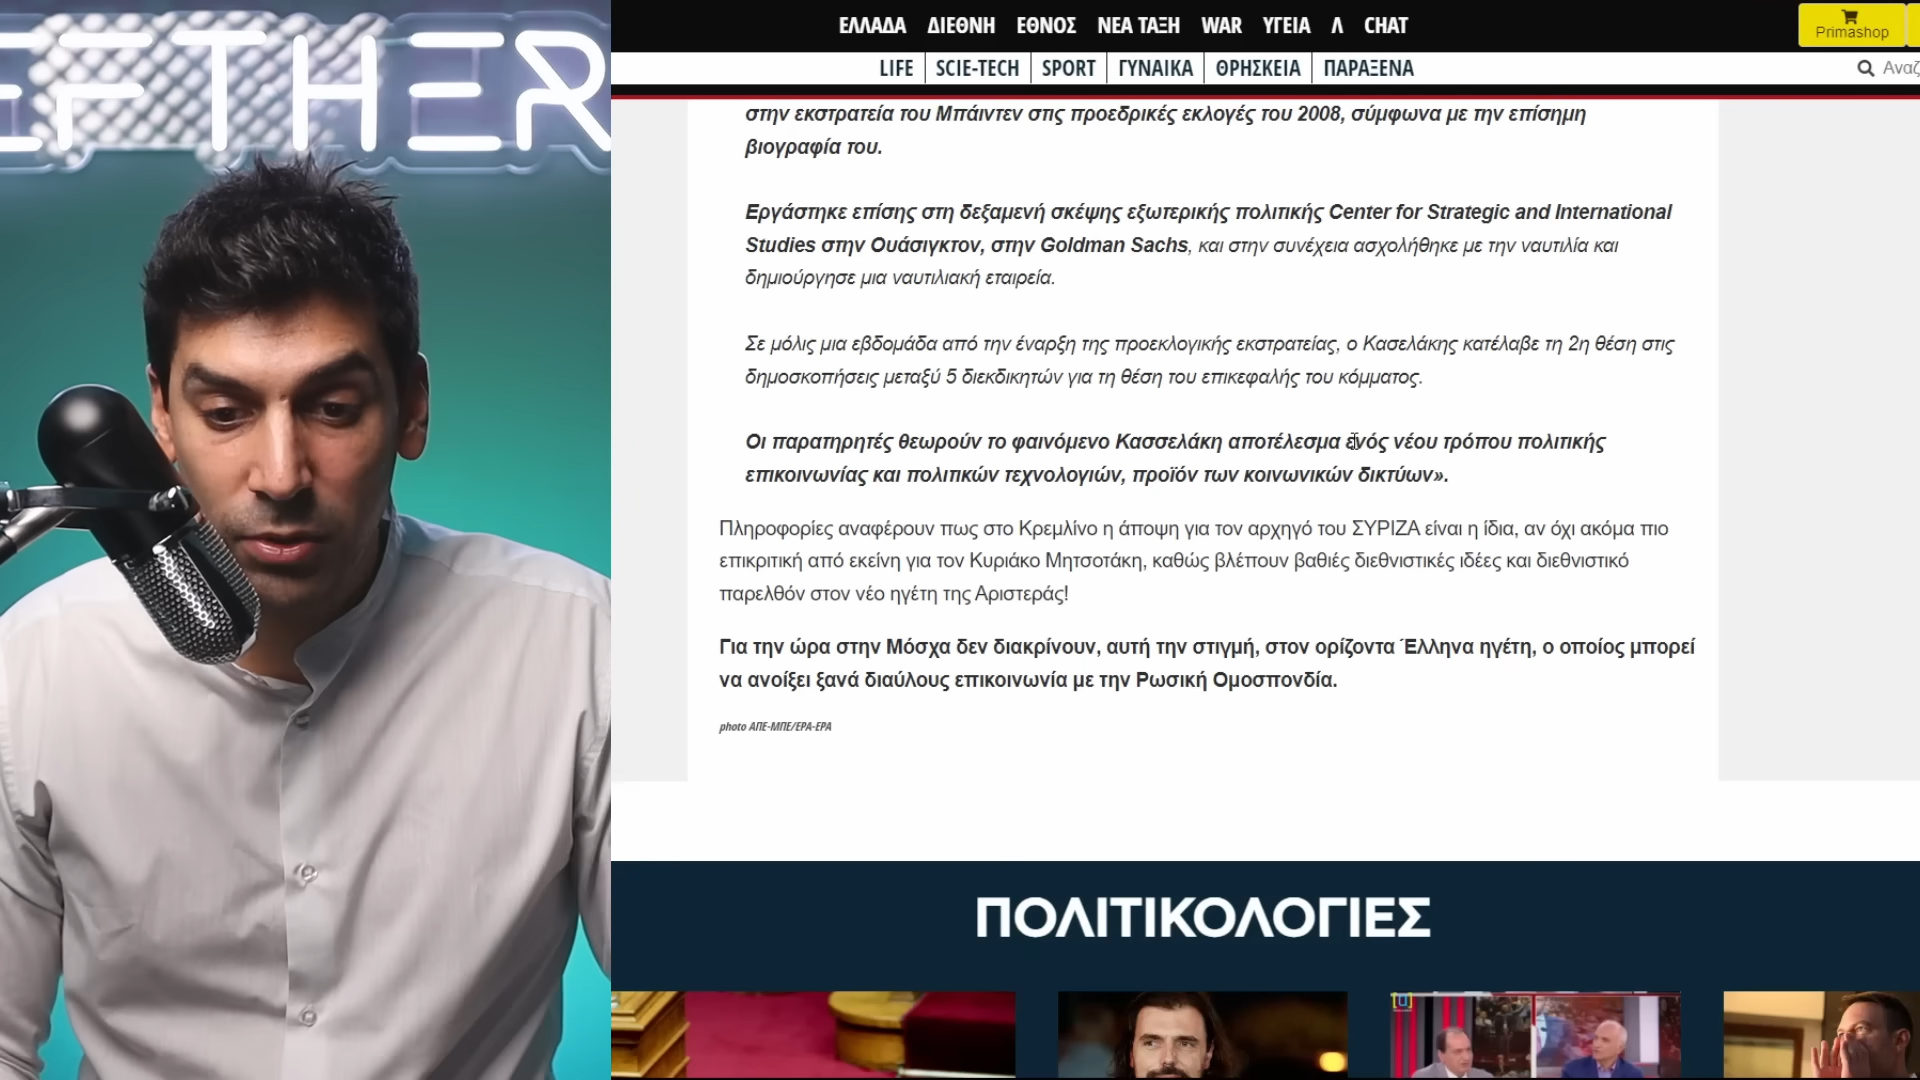 EFTHER
ΕΛΛΑΔΑ ΔΙΕΘΝΗ ΕΘΝΟΣ ΝΕΑ ΤΑΞΗ WAR ΥΓΕΙΑ Λ CHAT
Primashop
LIFE SCIE-TECH SPORT ΓΥΝΑΙΚΑ ΘΡΗΣΚΕΙΑ ΠΑΡΑΞΕΝΑ
Αναζ
στην εκστρατεία του Μπάιντεν στις προεδρικές εκλογές του 2008, σύμφωνα με την επίσημη
βιογραφία του.
Εργάστηκε επίσης στη δεξαμενή σκέψης εξωτερικής πολιτικής Center for Strategic and International
Studies στην Ουάσιγκτον, στην Goldman Sachs, και στην συνέχεια ασχολήθηκε με την ναυτιλία και
δημιούργησε μια ναυτιλιακή εταιρεία.
Σε μόλις μια εβδομάδα από την έναρξη της προεκλογικής εκστρατείας, ο Κασελάκης κατέλαβε τη 2η θέση στις
δημοσκοπήσεις μεταξύ 5 διεκδικητών για τη θέση του επικεφαλής του κόμματος.
Οι παρατηρητές θεωρούν το φαινόμενο Κασσελάκη αποτέλεσμα ενός νέου τρόπου πολιτικής
επικοινωνίας και πολιτικών τεχνολογιών, προϊόν των κοινωνικών δικτύων».
Πληροφορίες αναφέρουν πως στο Κρεμλίνο η άποψη για τον αρχηγό του ΣΥΡΙΖΑ είναι η ίδια, αν όχι ακόμα πιο
επικριτική από εκείνη για τον Κυριάκο Μητσοτάκη, καθώς βλέπουν βαθιές διεθνιστικές ιδέες και διεθνιστικό
παρελθόν στον νέο ηγέτη της Αριστεράς!
Για την ώρα στην Μόσχα δεν διακρίνουν, αυτή την στιγμή, στον ορίζοντα Έλληνα ηγέτη, ο οποίος μπορεί
να ανοίξει ξανά διαύλους επικοινωνία με την Ρωσική Ομοσπονδία.
photo ΑΠΕ-ΜΠΕ/EPA-ΕΡΑ
ΠΟΛΙΤΙΚΟΛΟΓΙΕΣ